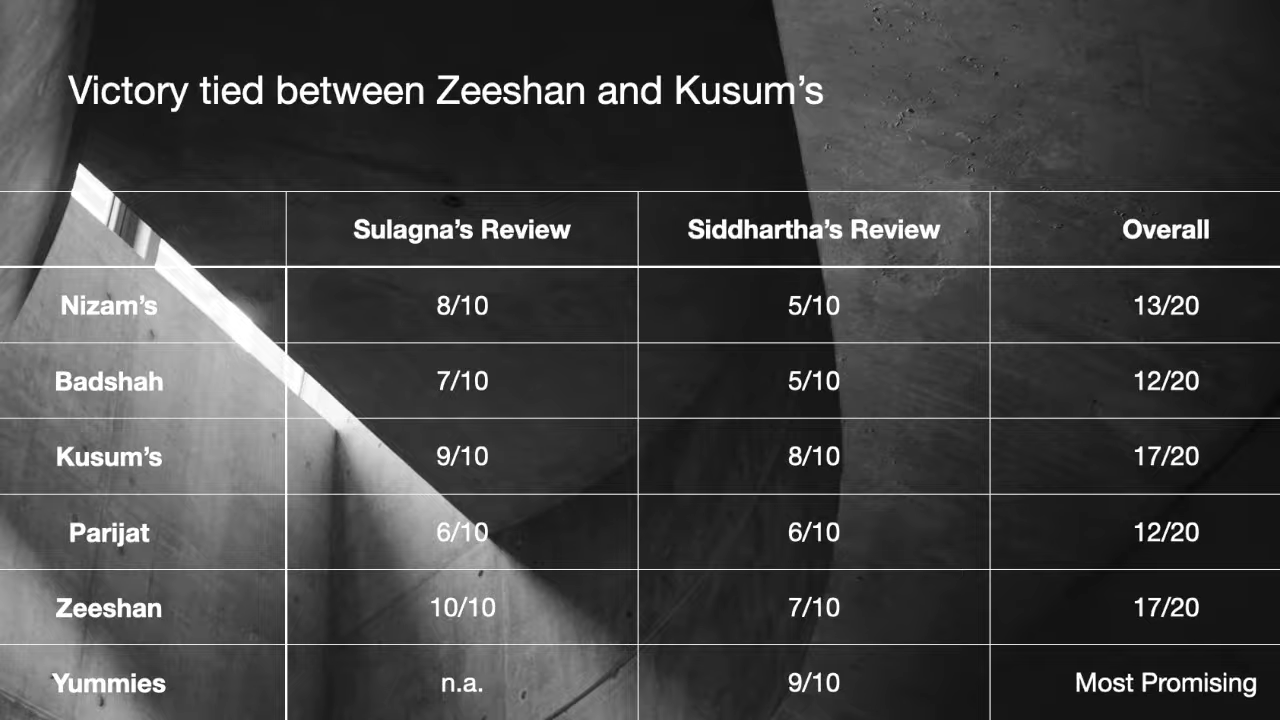 Victory tied between Zeeshan and Kusum’s
Sulagna’s Review Siddhartha’s Review Overall
Nizam’s 8/10 5/10 13/20
Badshah 7/10 5/10 12/20
Kusum’s 9/10 8/10 17/20
Parijat 6/10 6/10 12/20
Zeeshan 10/10 7/10 17/20
Yummies n.a. 9/10 Most Promising